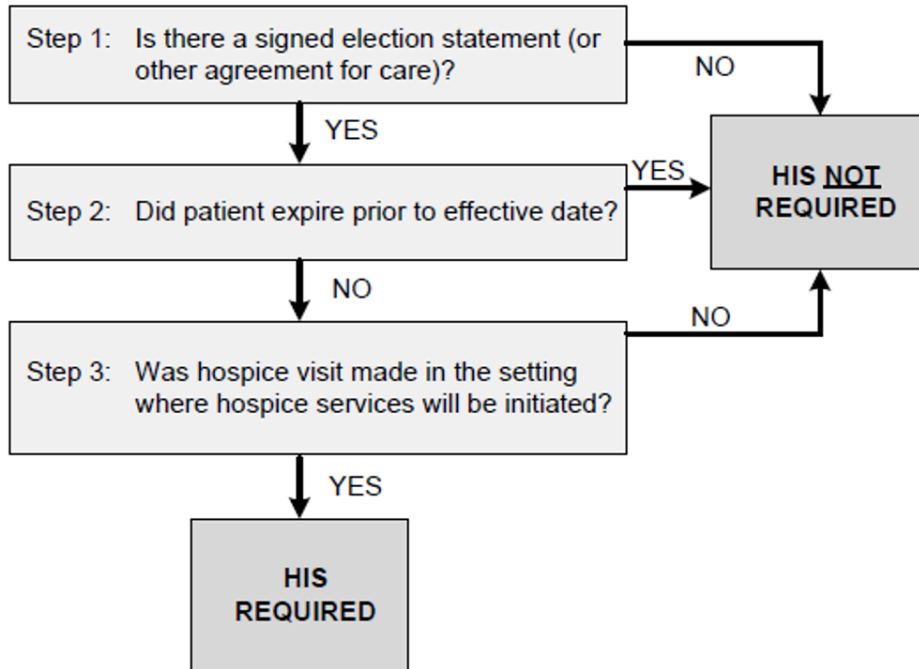 Step 1: Is there a signed election statement (or
other agreement for care)?
NO
YES
HIS NOT
REQUIRED
YES
Step 2: Did patient expire prior to effective date?
NO
NO
Step 3: Was hospice visit made in the setting
where hospice services will be initiated?
YES
HIS
REQUIRED